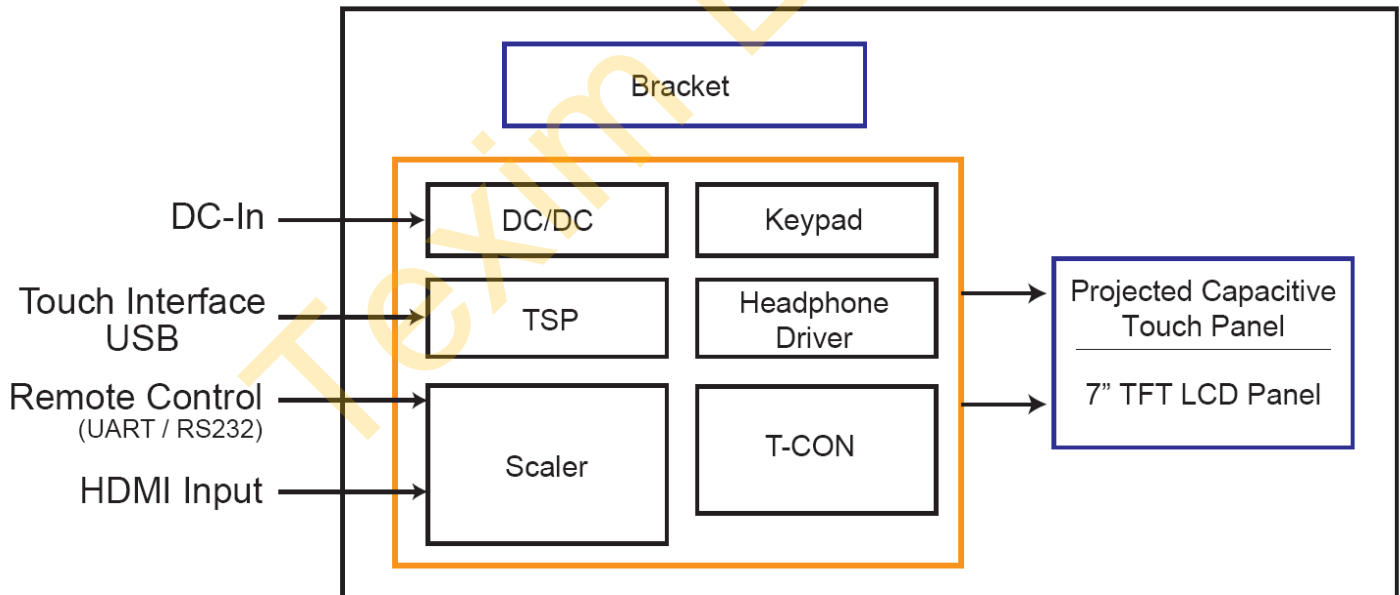 Bracket
DC-In
DC/DC
Keypad
Touch Interface
USB
TSP
Headphone
Driver
Projected Capacitive
Touch Panel
7” TFT LCD Panel
Remote Control
(UART / RS232)
HDMI Input
Scaler
T-CON
Texim